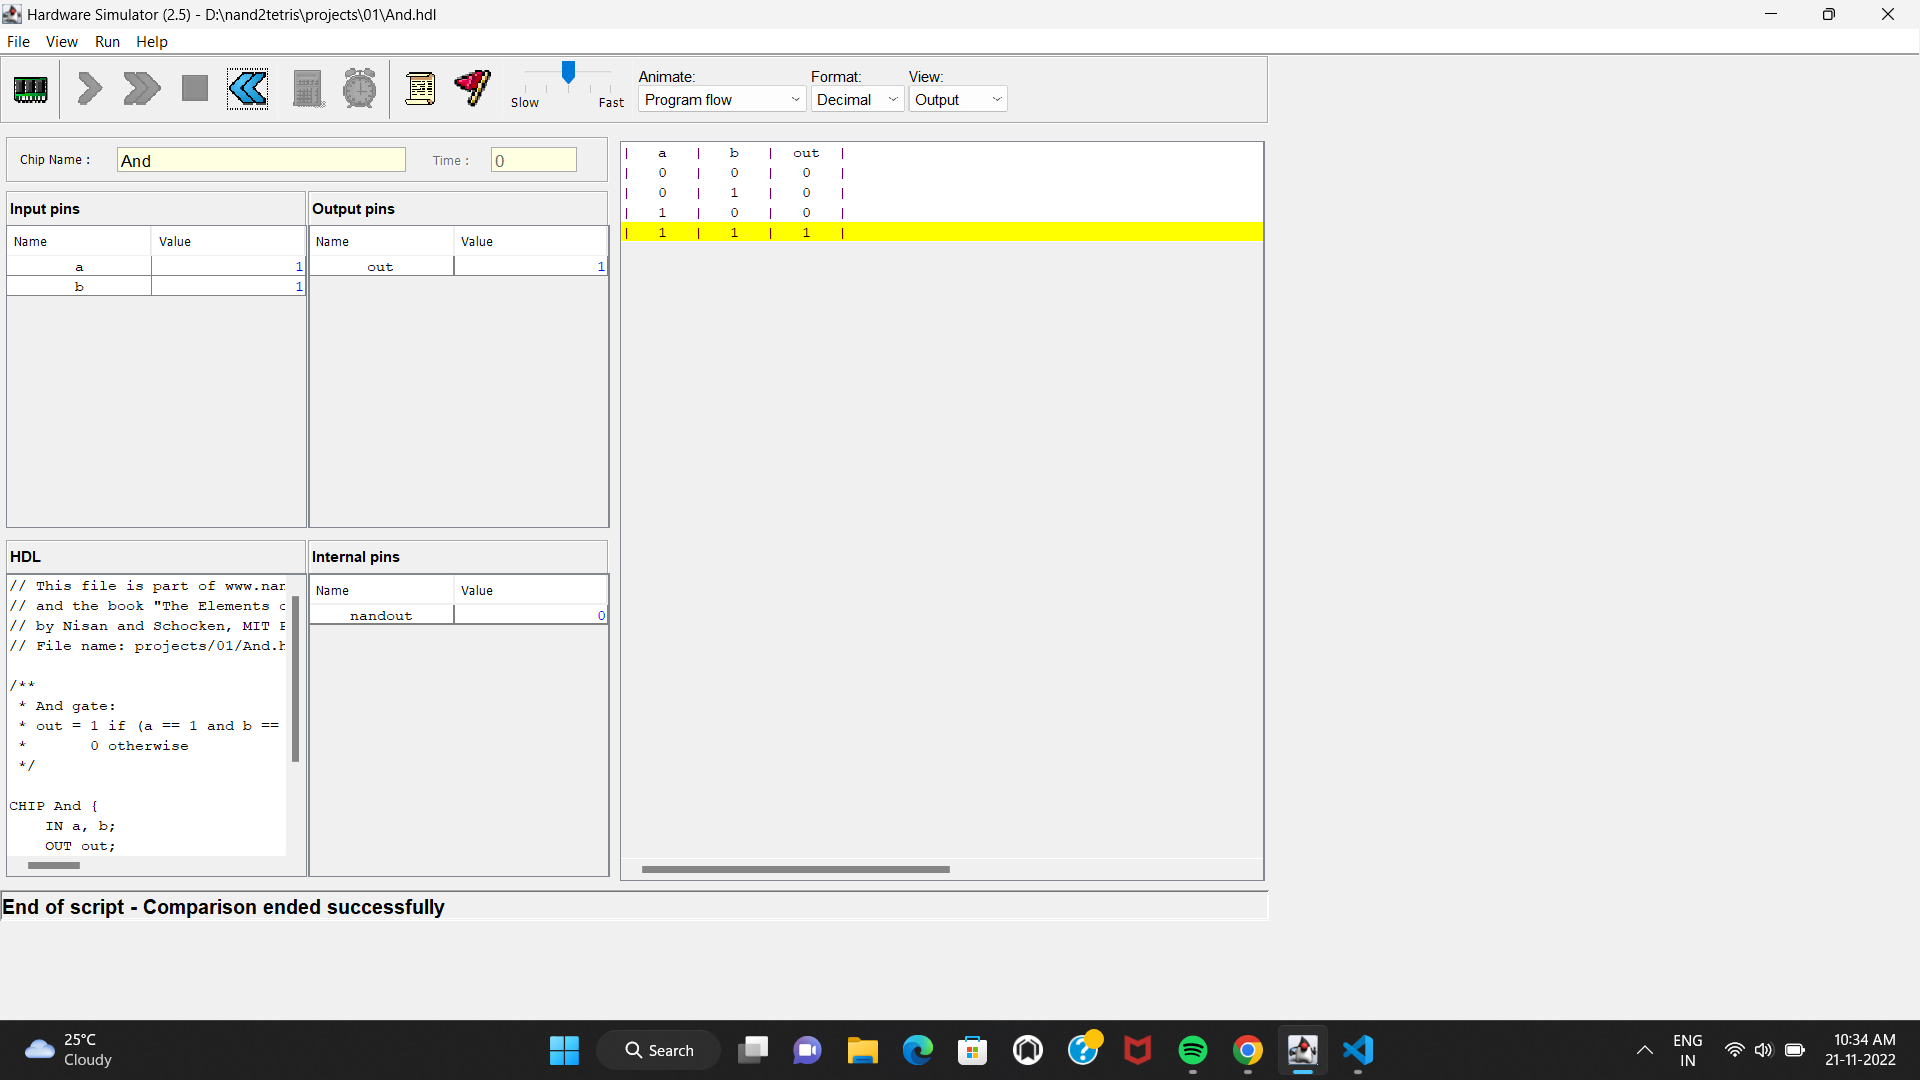 Hardware Simulator (2.5) - D:\nand2tetris\projects\01\And.hdl
File View Run Help
Slow Fast
Animate: Format: View:
Program flow Decimal Output
Chip Name : And Time : 0
Input pins
Name Value
a 1
b 1
Output pins
Name Value
out 1
| a | b | out |
| 0 | 0 | 0 |
| 0 | 1 | 0 |
| 1 | 0 | 0 |
| 1 | 1 | 1 |
HDL
// This file is part of www.nan
// and the book "The Elements o
// by Nisan and Schocken, MIT P
// File name: projects/01/And.h
/**
* And gate:
* out = 1 if (a == 1 and b ==
* 0 otherwise
*/
CHIP And {
IN a, b;
OUT out;
Internal pins
Name Value
nandout 0
End of script - Comparison ended successfully
25°C
Cloudy
Search
ENG
IN
10:34 AM
21-11-2022